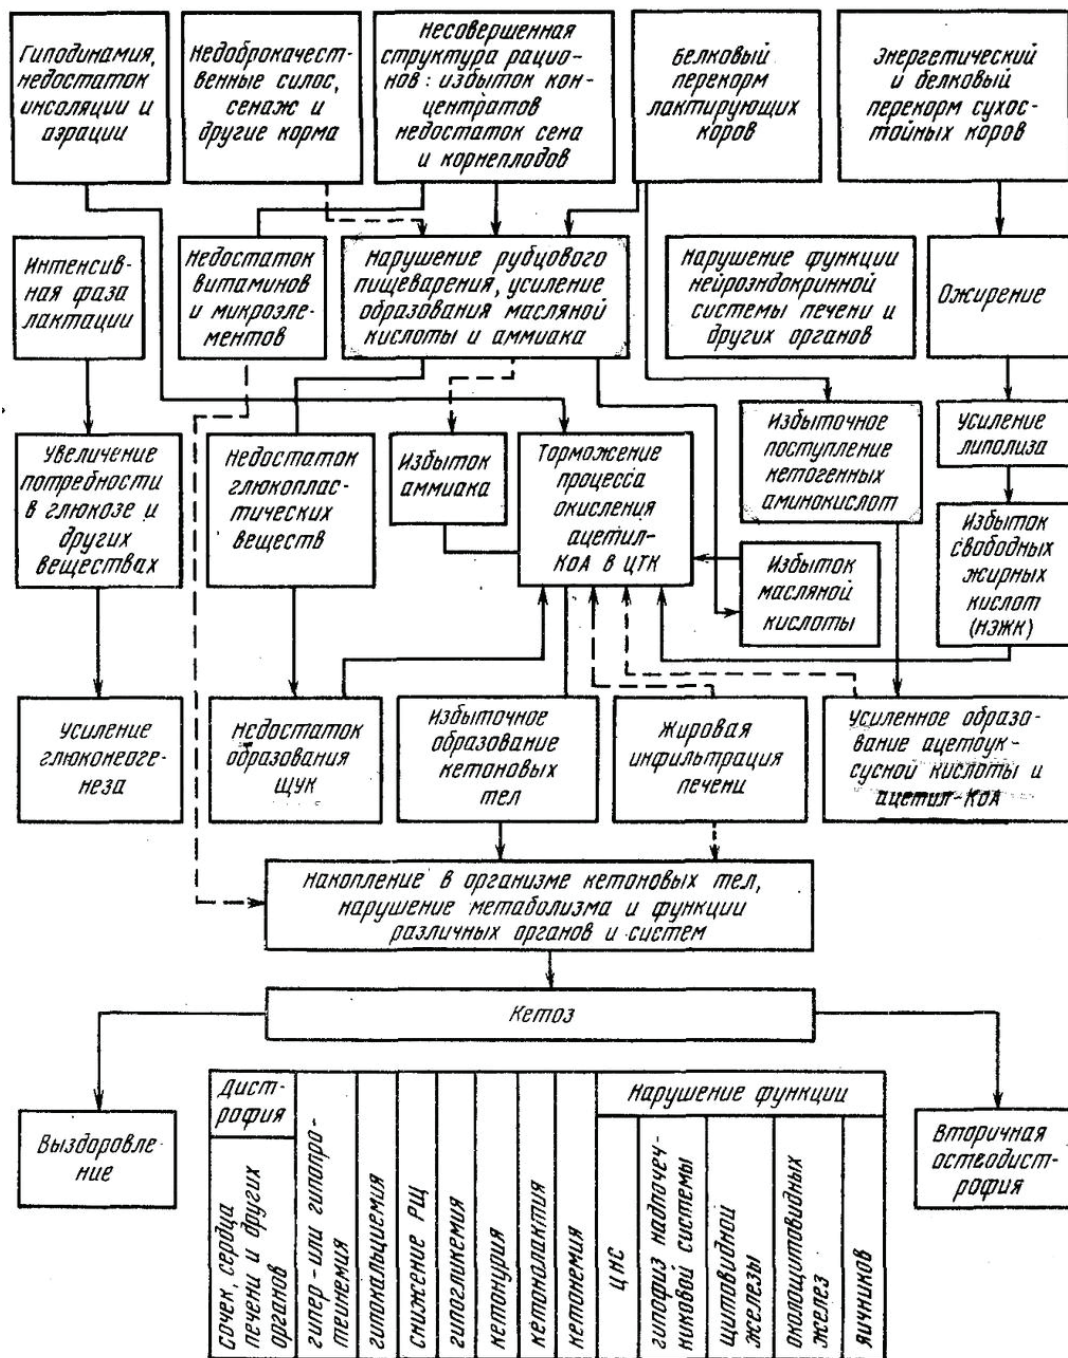 Гиподинамия,
недостаток
инсоляции и
аэрации
Недоброкачест-
венные силос,
сенаж и
другие корма
Несовершенная
структура рацио-
нов: избыток кон-
центратов
недостаток сена
и корнеплодов
Белковый
перекорм
лактирующих
коров
Энергетический
и белковый
перекорм сухос-
тойных коров
Интенсив-
ная фаза
лактации
Недостаток
витаминов
и микроэле-
ментов
Нарушение рубцового
пищеварения, усиление
образования масляной
кислоты и аммиака
Нарушение функции
нейроэндокринной
системы печени и
других органов
Ожирение
Увеличение
потребности
в глюкозе и
других
веществах
Недостаток
глюкоплас-
тических
веществ
Избыток
аммиака
Торможение
процесса
окисления
ацетил-
КоА в ЦТК
Избыточное
поступление
кетогенных
аминокислот
Усиление
липолиза
Избыток
масляной
кислоты
Избыток
свободных
жирных
кислот
(НЭЖК)
Усиление
глюконеоге-
неза
Недостаток
образования
ЩУК
Избыточное
образование
кетоновых
тел
Жировая
инфильтрация
печени
Усиленное образо-
вание ацетоук-
сусной кислоты и
ацетил-КоА
Накопление в организме кетоновых тел,
нарушение метаболизма и функции
различных органов и систем
Кетоз
Выздоровле-
ние
Вторичная
остеодист-
рофия
Дист-
рофия
сочек, сердца
печени и других
органов
гипер- или гипопро-
теинемия
гипокальциемия
снижение РЩ
гипогликемия
кетонурия
кетонолактия
кетонемия
Нарушение функции
ЦНС
гипофиз надпочеч-
никовой системы
щитовидной
железы
околощитовидных
желез
яичников